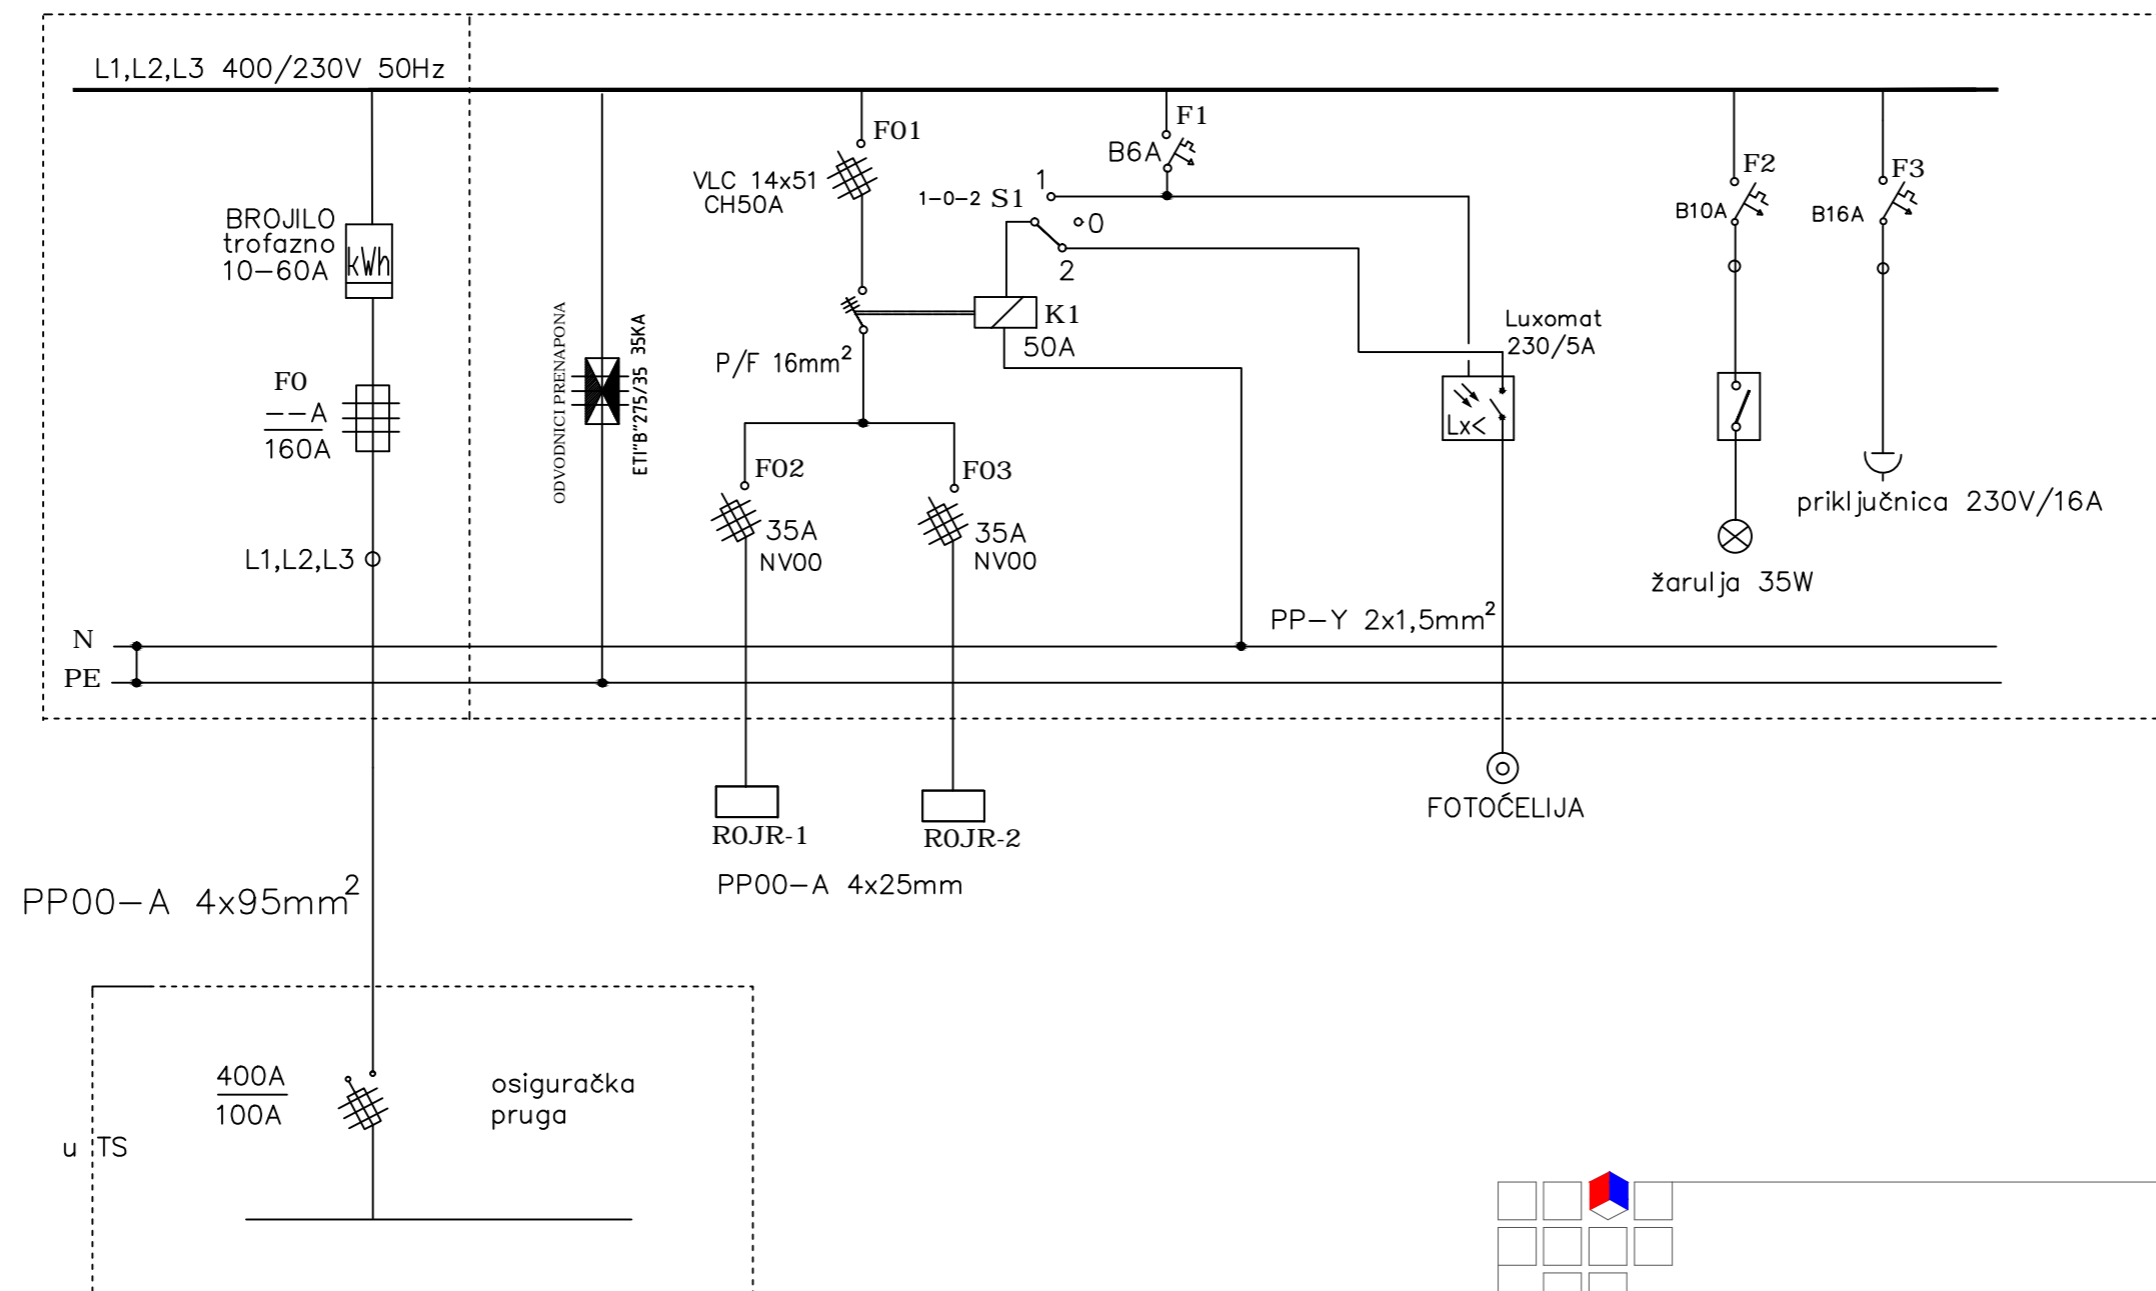 L1,L2,L3 400/230V 50Hz
BROJILO
trofazno
10-60A
kWh
F0
--A
160A
L1,L2,L3
ODVODNICI PRENAPONA
ETI"B"275/35 35KA
F01
VLC 14x51
CH50A
P/F 16mm²
F02
35A
NV00
F03
35A
NV00
F1
B6A
1-0-2 S1
1
0
2
K1
50A
Luxomat
230/5A
Lx<
F2
B10A
žarulja 35W
F3
B16A
priključnica 230V/16A
PP-Y 2x1,5mm²
N
PE
R0JR-1
R0JR-2
PP00-A 4x25mm
FOTOĆELIJA
PP00-A 4x95mm²
400A
100A
osiguračka
pruga
u TS